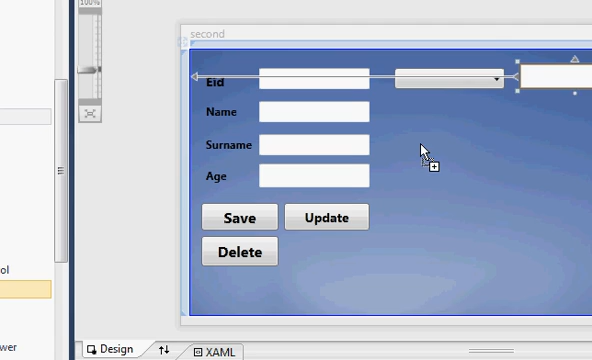 100%
second
Eid
Name
Surname
Age
Save
Update
Delete
ol
wer
Design
XAML